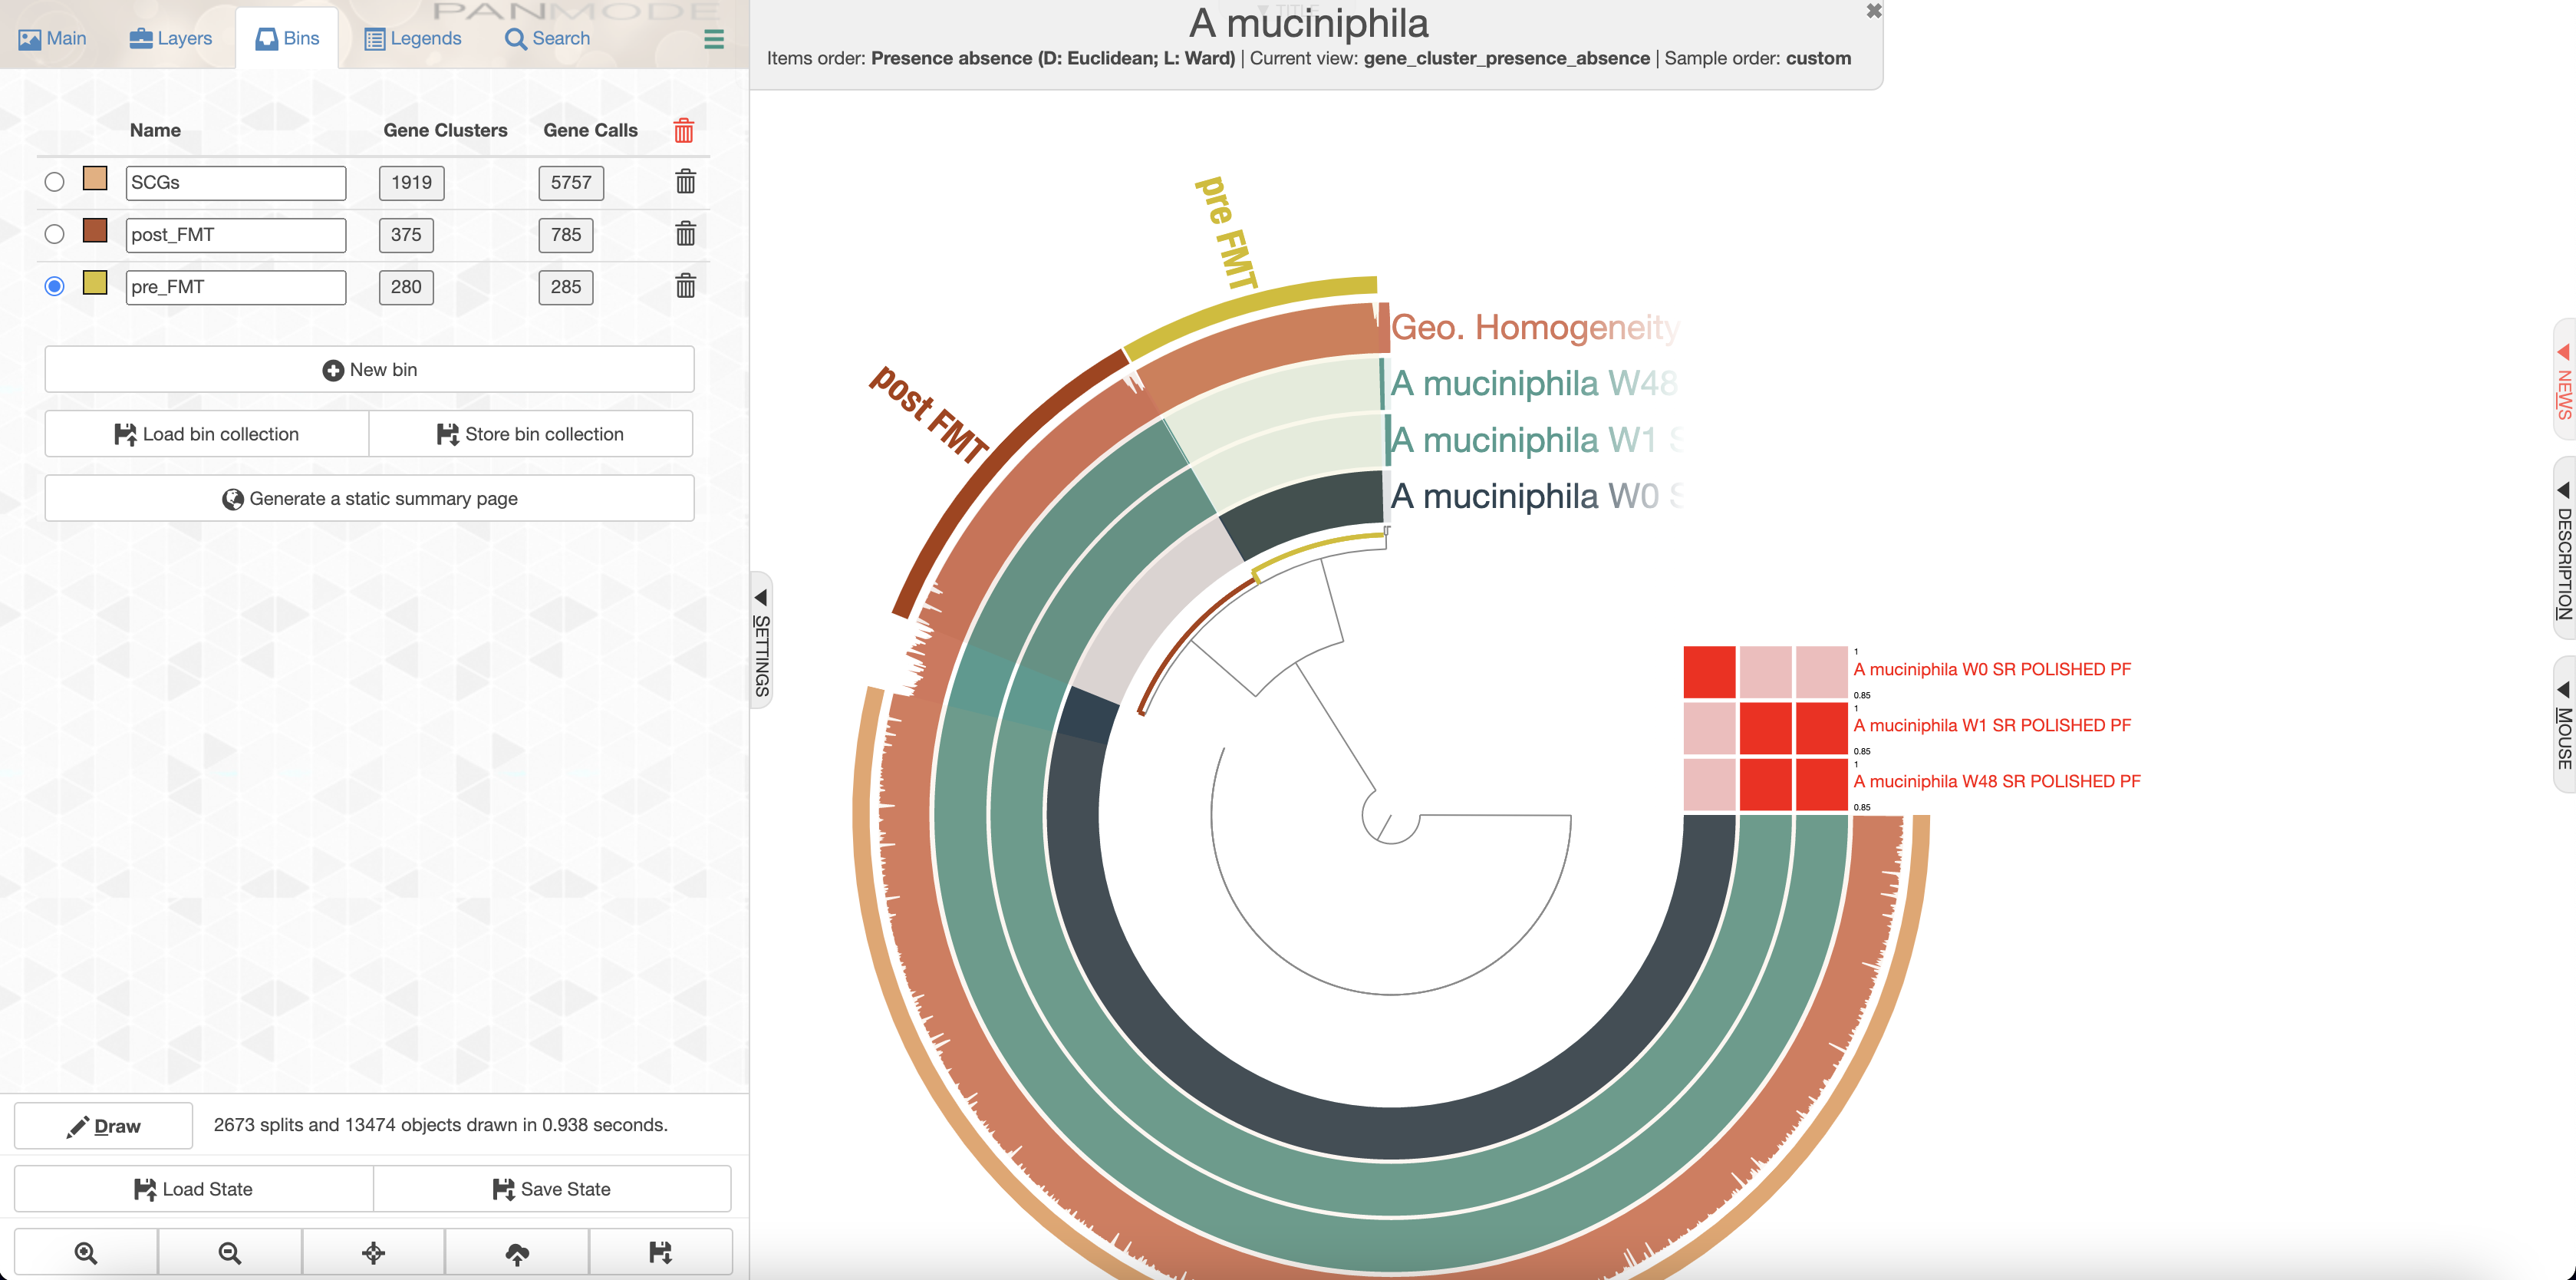 PANMODE
Main
Layers
Bins
Legends
Search
Name
Gene Clusters
Gene Calls
SCGs
1919
5757
post_FMT
375
785
pre_FMT
280
285
New bin
Load bin collection
Store bin collection
Generate a static summary page
Draw
2673 splits and 13474 objects drawn in 0.938 seconds.
Load State
Save State
SETTINGS
TITLE
A muciniphila
Items order: Presence absence (D: Euclidean; L: Ward) | Current view: gene_cluster_presence_absence | Sample order: custom
pre FMT
post FMT
Geo. Homogeneity
A muciniphila W48
A muciniphila W1 S
A muciniphila W0 S
1
A muciniphila W0 SR POLISHED PF
0.85
1
A muciniphila W1 SR POLISHED PF
0.85
1
A muciniphila W48 SR POLISHED PF
0.85
NEWS
DESCRIPTION
MOUSE